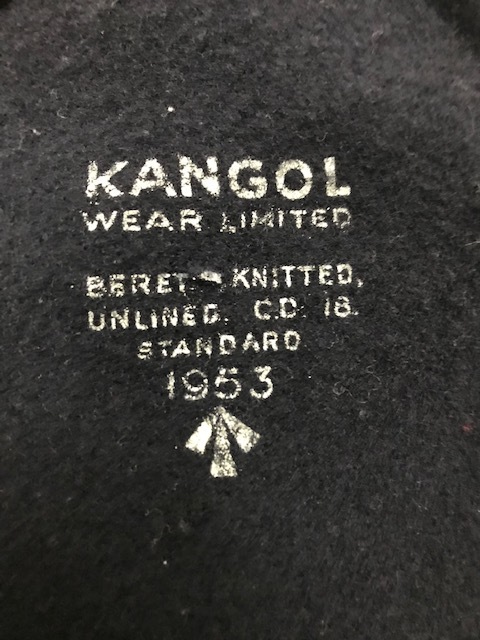 KANGOL
WEAR LIMITED
BERET KNITTED,
UNLINED. C.D. 18.
STANDARD
1953